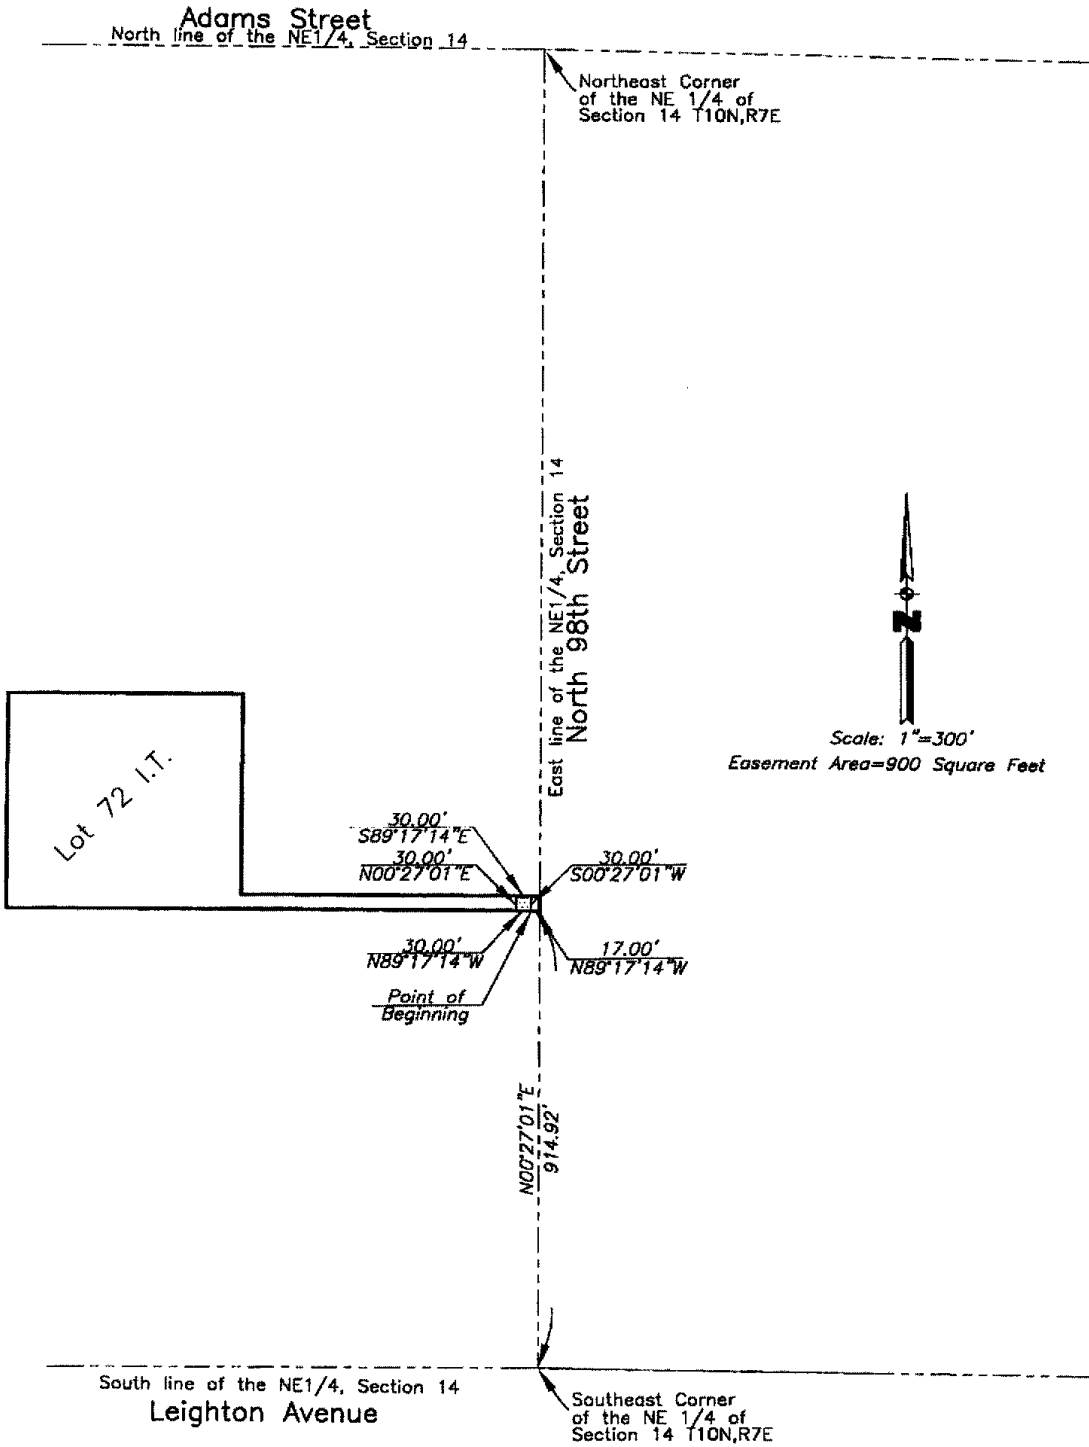 Adams Street
North line of the NE1/4, Section 14
Northeast Corner
of the NE 1/4 of
Section 14 T10N,R7E
East line of the NE1/4, Section 14
North 98th Street
N
Scale: 1"=300'
Easement Area=900 Square Feet
Lot 72 I.T.
30.00'
S89°17'14"E
30.00'
N00°27'01"E
30.00'
S00°27'01"W
30.00'
N89°17'14"W
17.00'
N89°17'14"W
Point of
Beginning
N00°27'01"E
914.92'
South line of the NE1/4, Section 14
Leighton Avenue
Southeast Corner
of the NE 1/4 of
Section 14 T10N,R7E